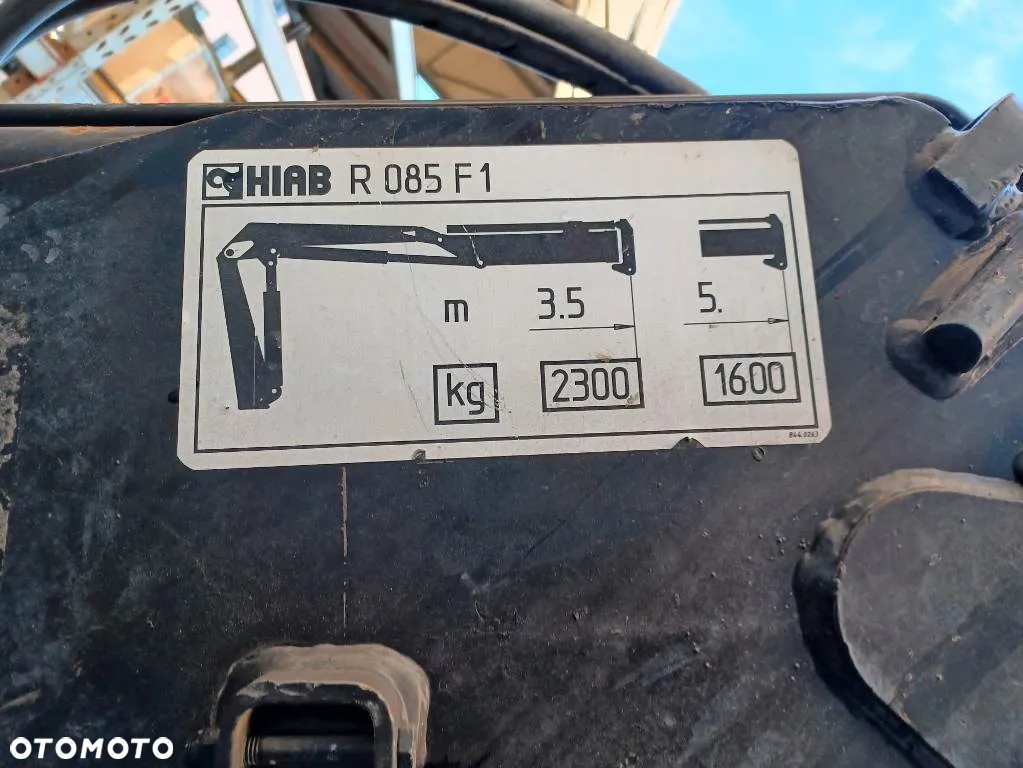 HIAB R 085 F1
m 3.5 5.
kg 2300 1600
OTOMOTO